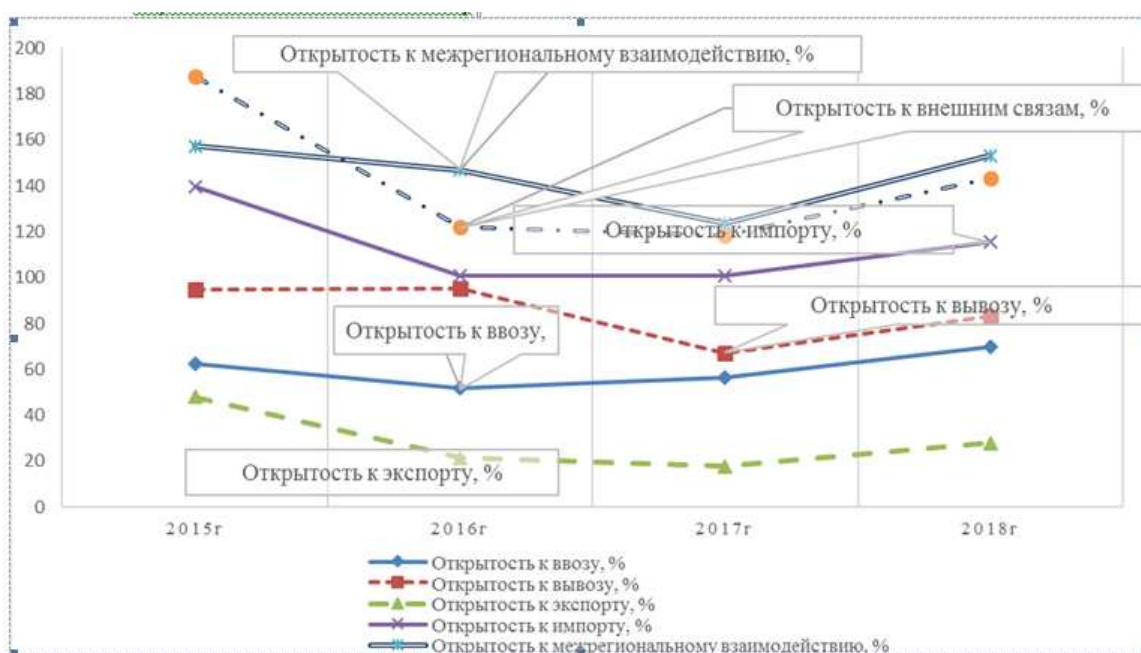 200
180
160
140
120
100
80
60
40
20
0
Открытость к межрегиональному взаимодействию, %
Открытость к внешним связам, %
Открытость к импорту, %
Открытость к вывозу, %
Открытость к ввозу,
Открытость к экспорту, %
2015г
2016г
2017г
2018г
Открытость к ввозу, %
Открытость к вывозу, %
Открытость к экспорту, %
Открытость к импорту, %
Открытость к межрегиональному взаимодействию, %